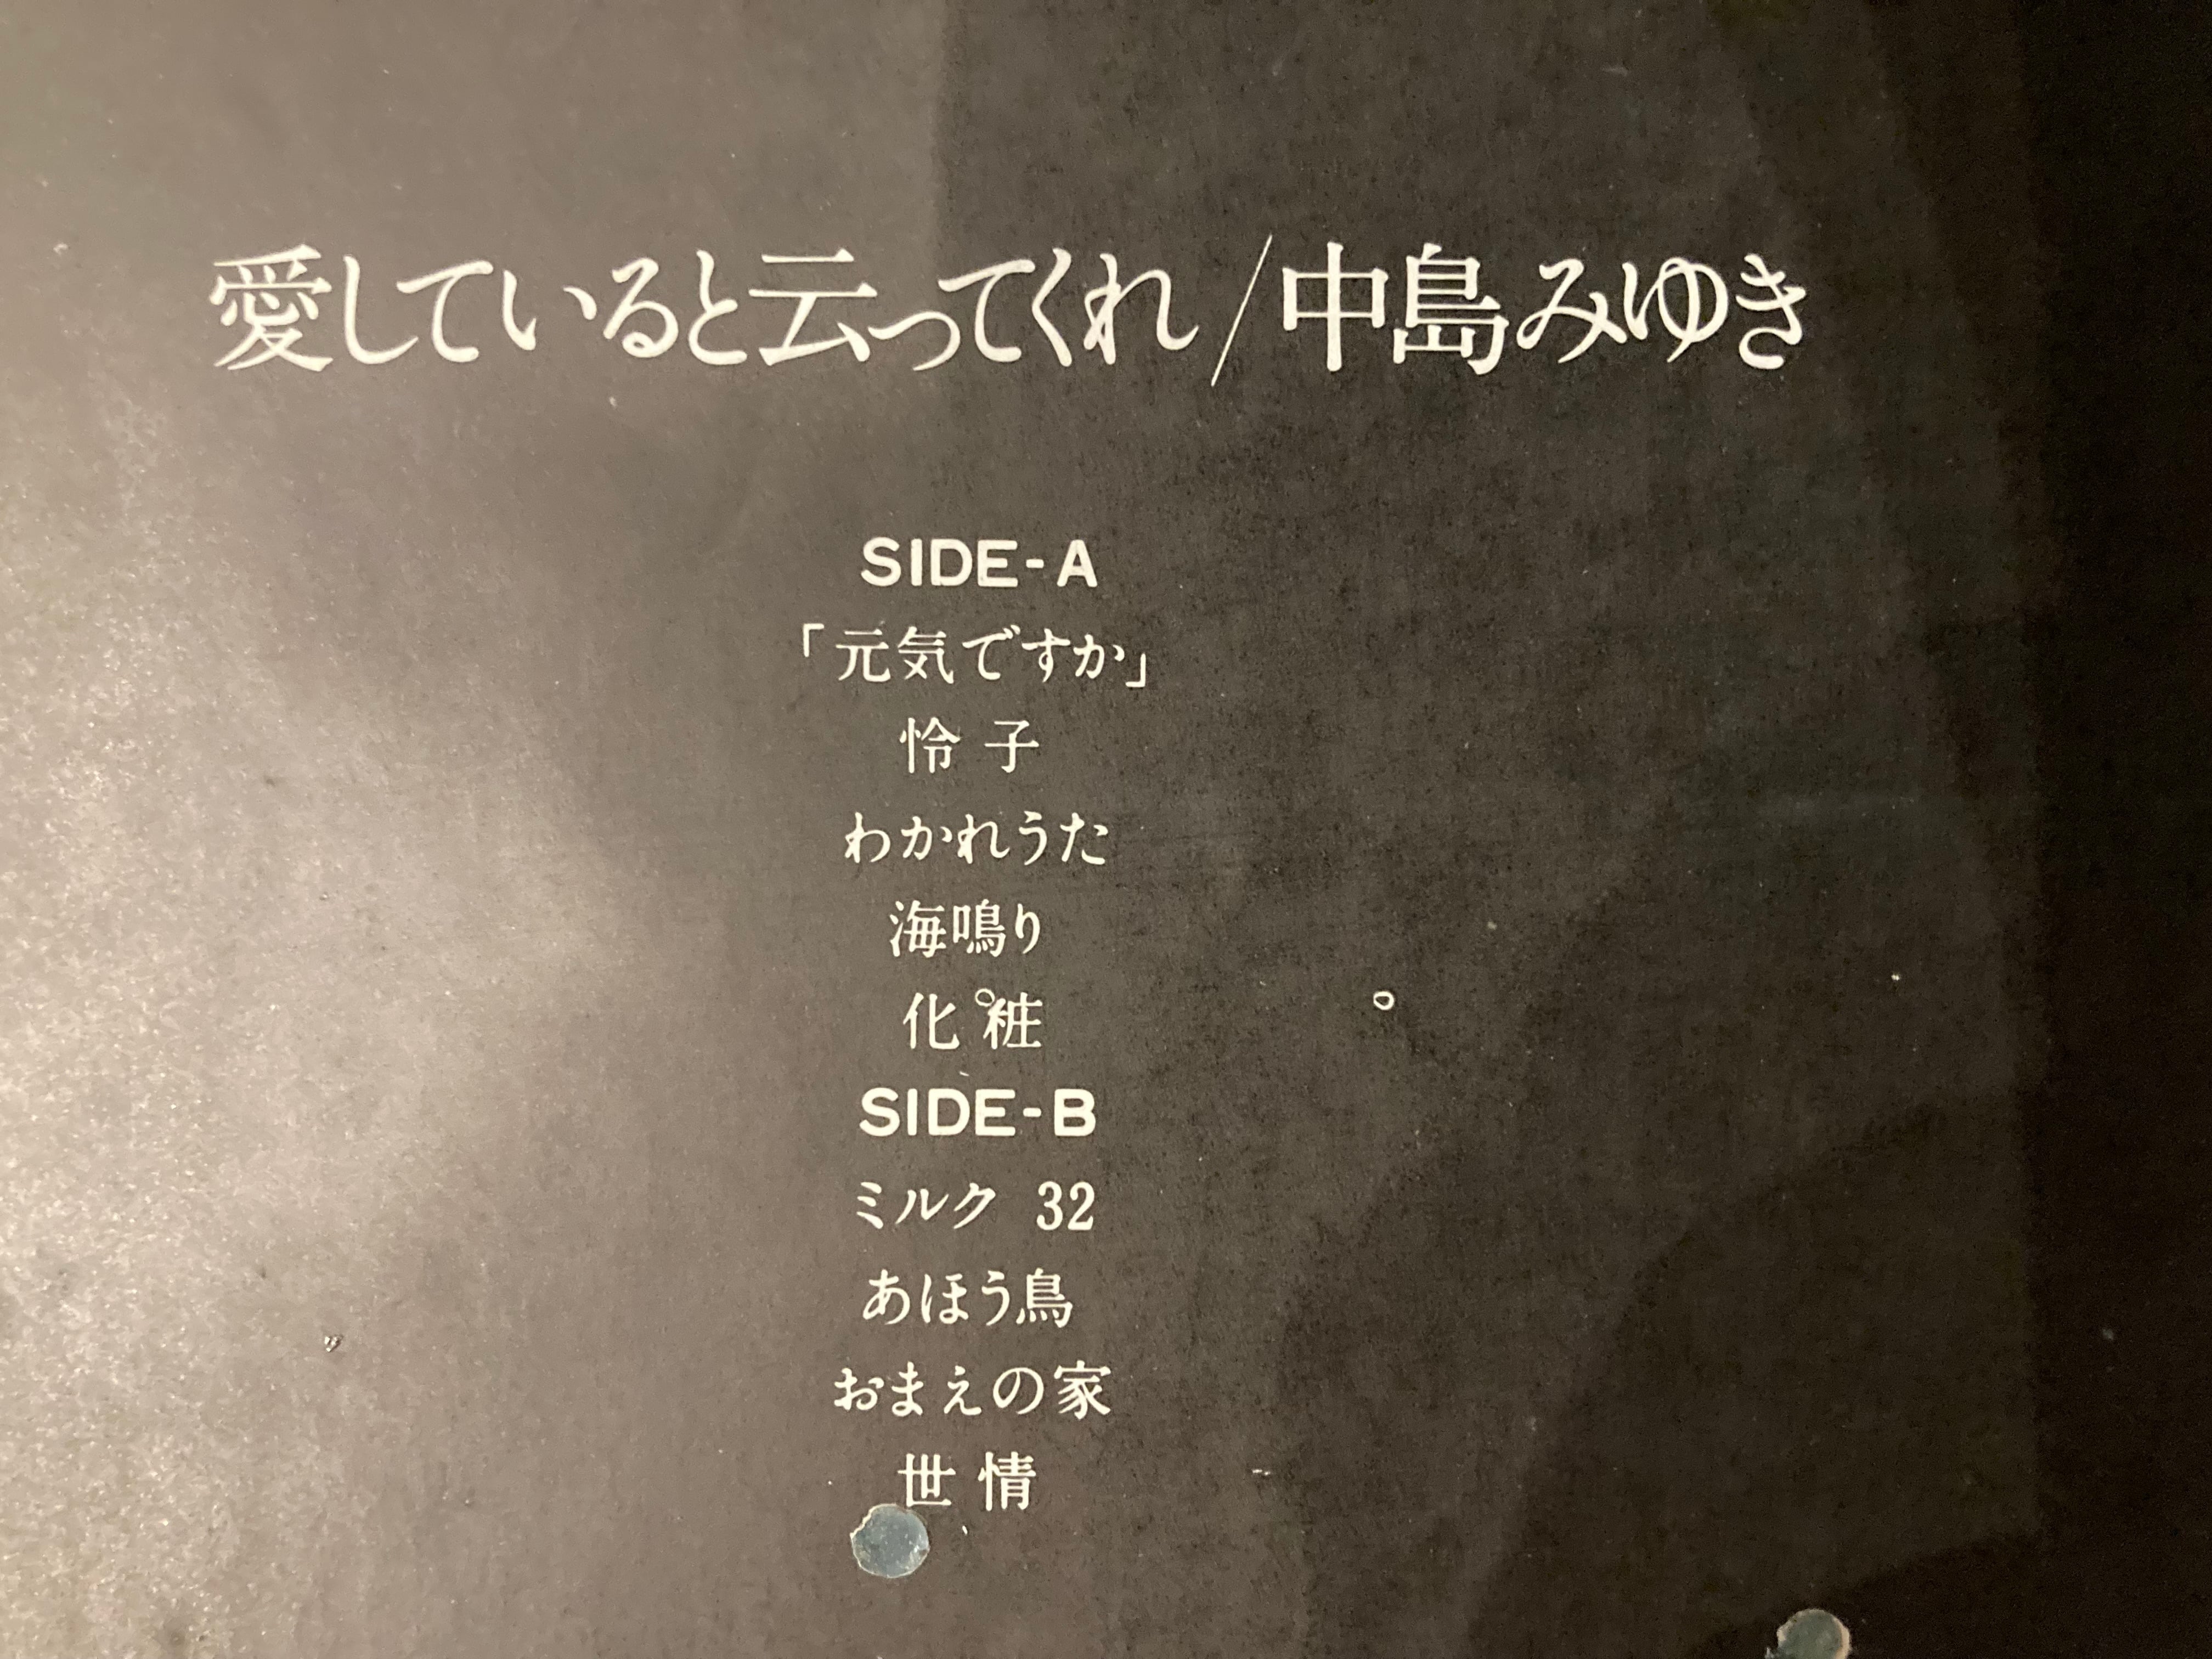 愛していると云ってくれ/中島みゆき
SIDE-A
「元気ですか」
怜子
わかれうた
海鳴り
化粧
SIDE-B
ミルク 32
あほう鳥
おまえの家
世情